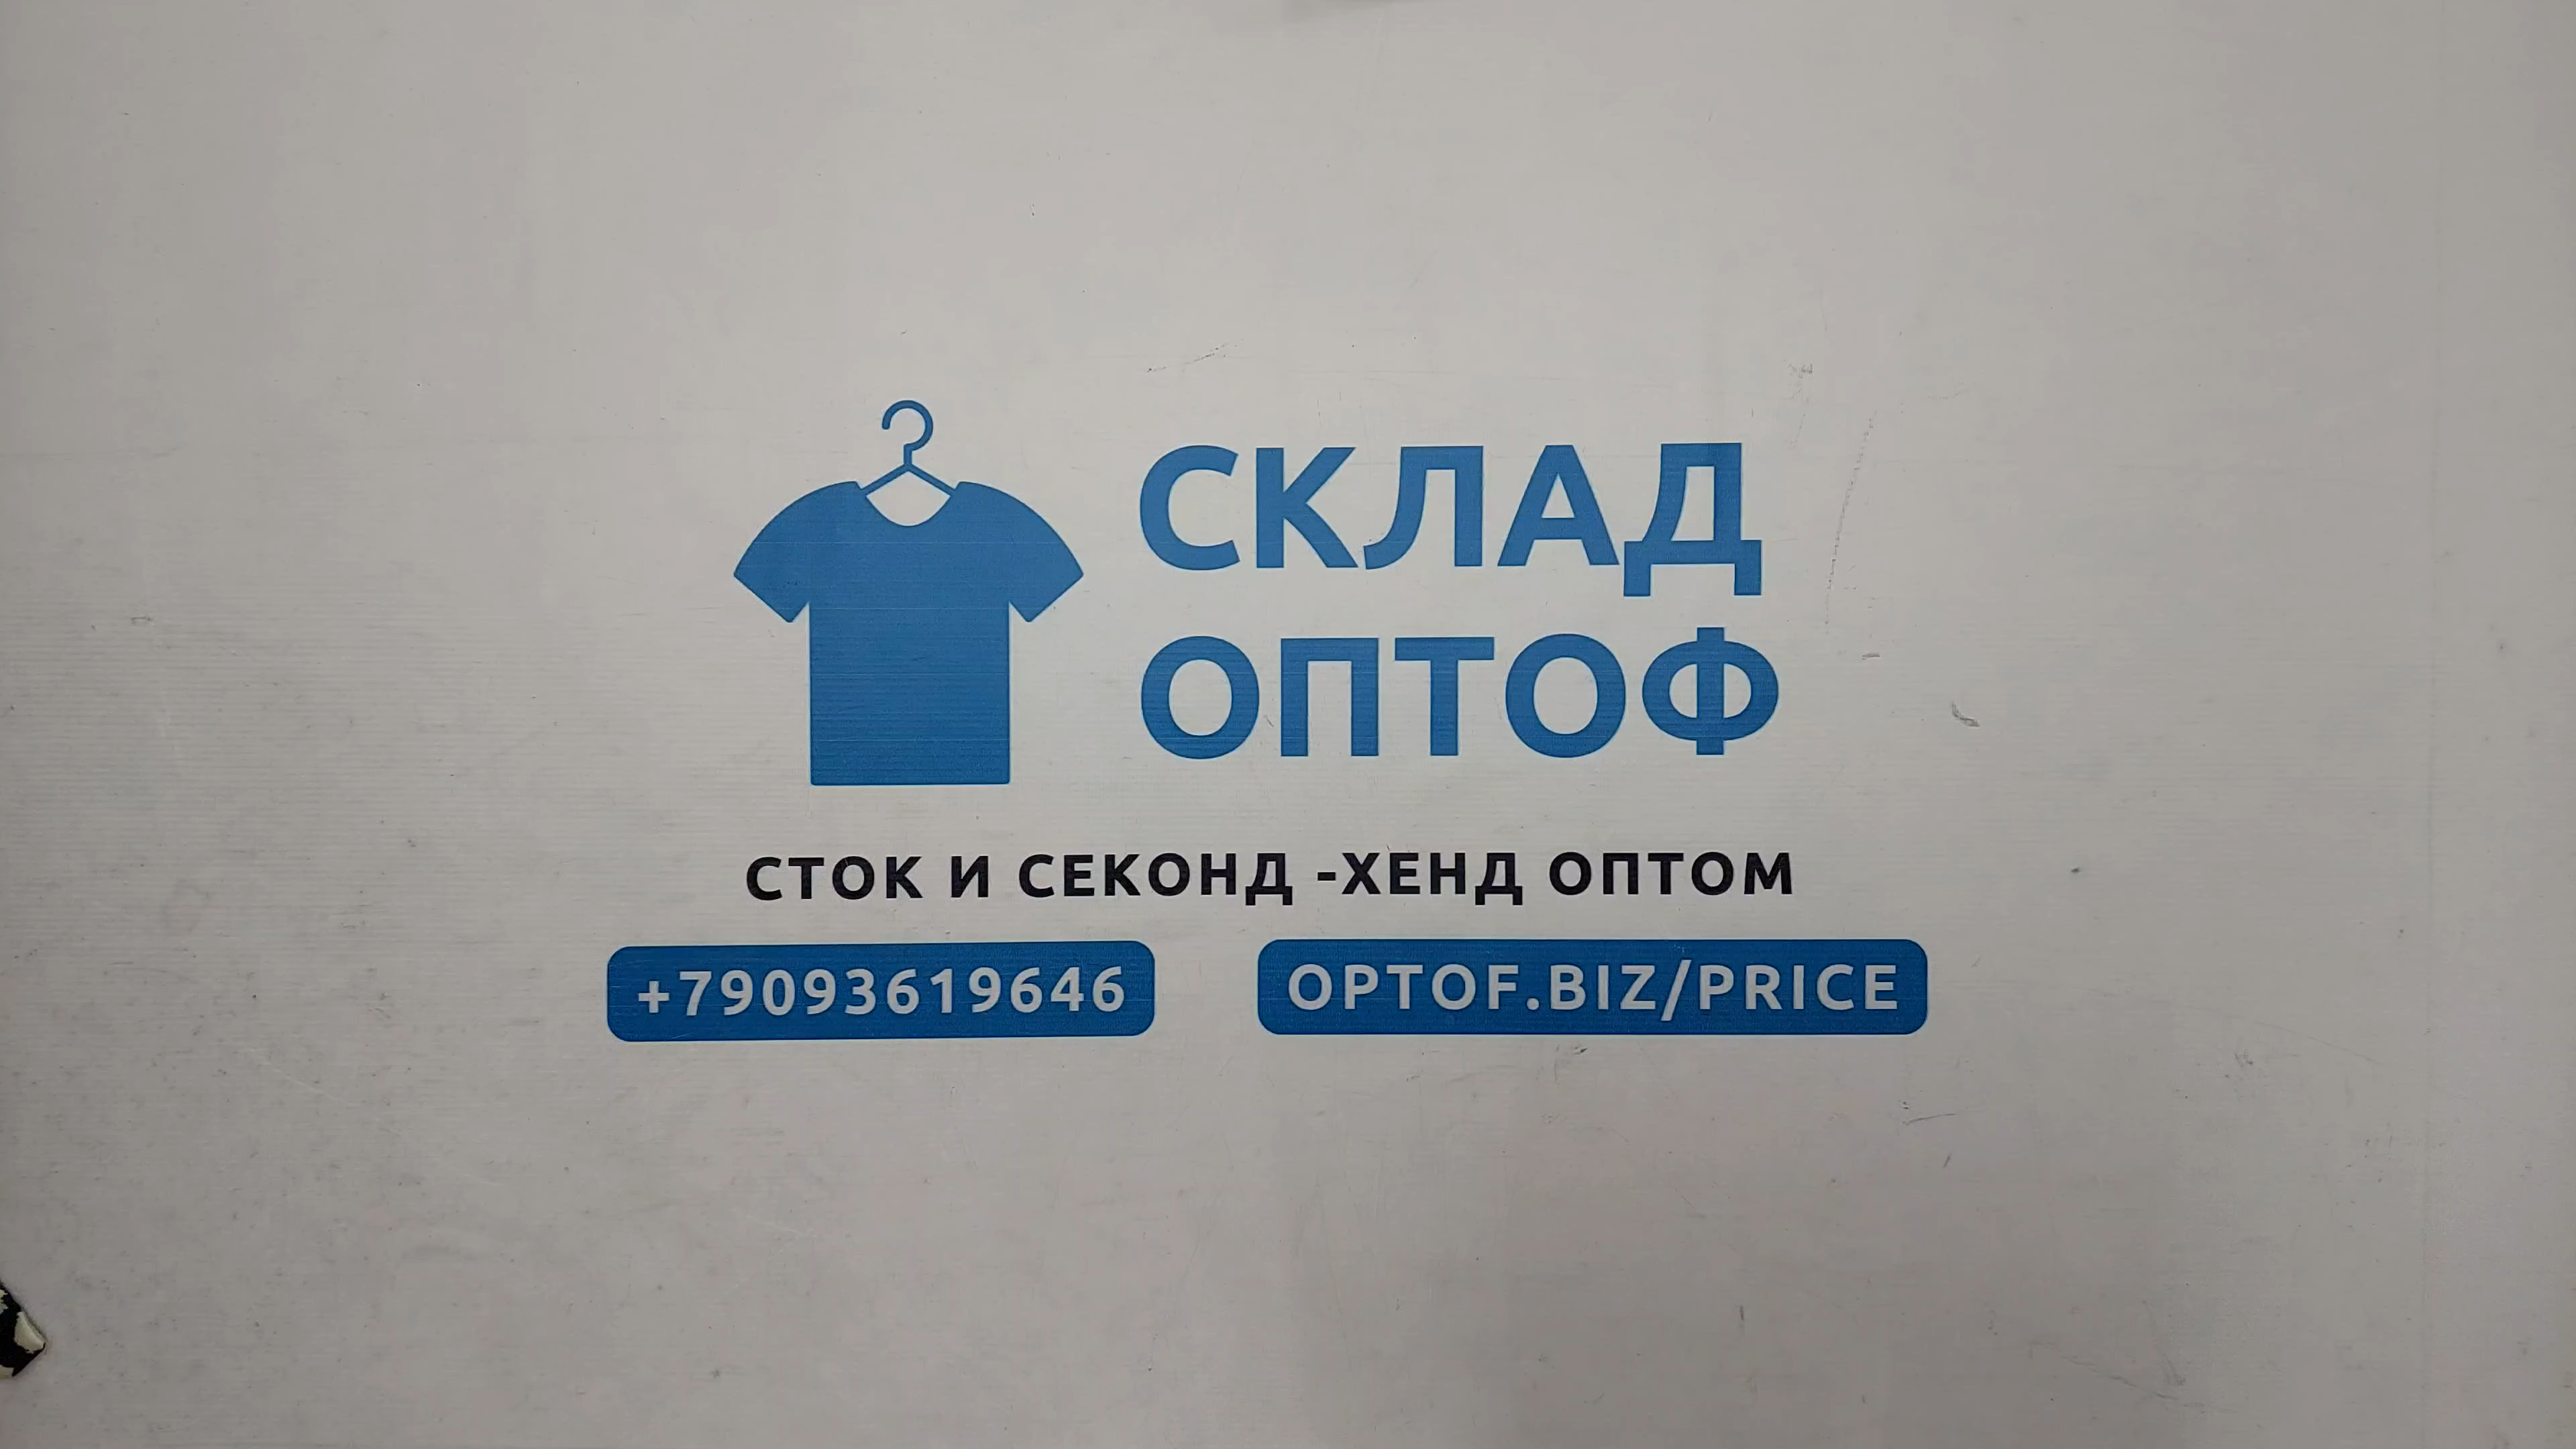 СКЛАД
ОПТОФ
СТОК И СЕКОНД -ХЕНД ОПТОМ
+79093619646
OPTOF.BIZ/PRICE